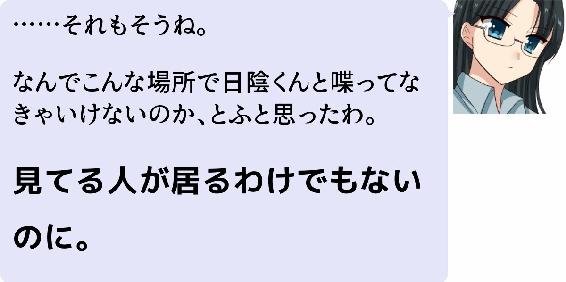 ……それもそうね。
なんでこんな場所で日陰くんと喋ってな
きゃいけないのか、とふと思ったわ。
見てる人が居るわけでもない
のに。